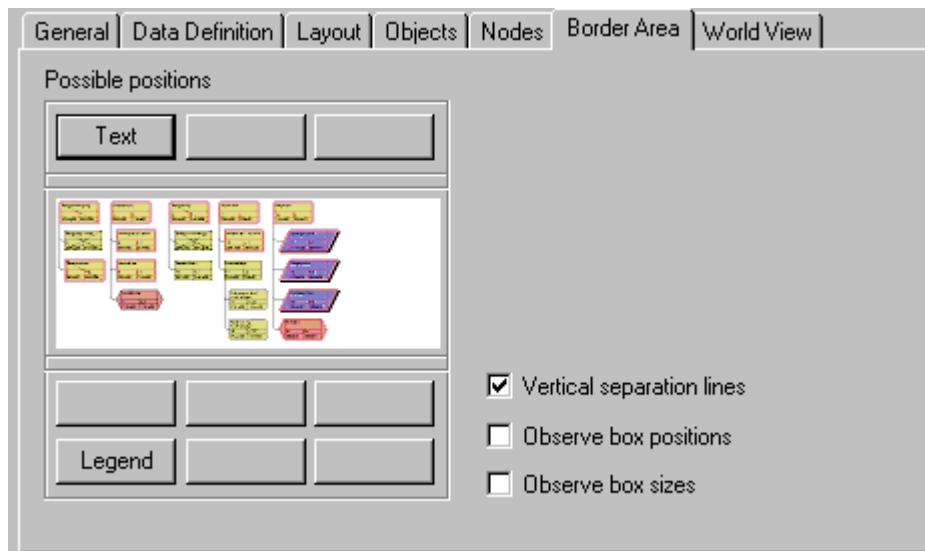 General Data Definition Layout Objects Nodes Border Area World View
Possible positions
Text
Vertical separation lines
Observe box positions
Legend
Observe box sizes